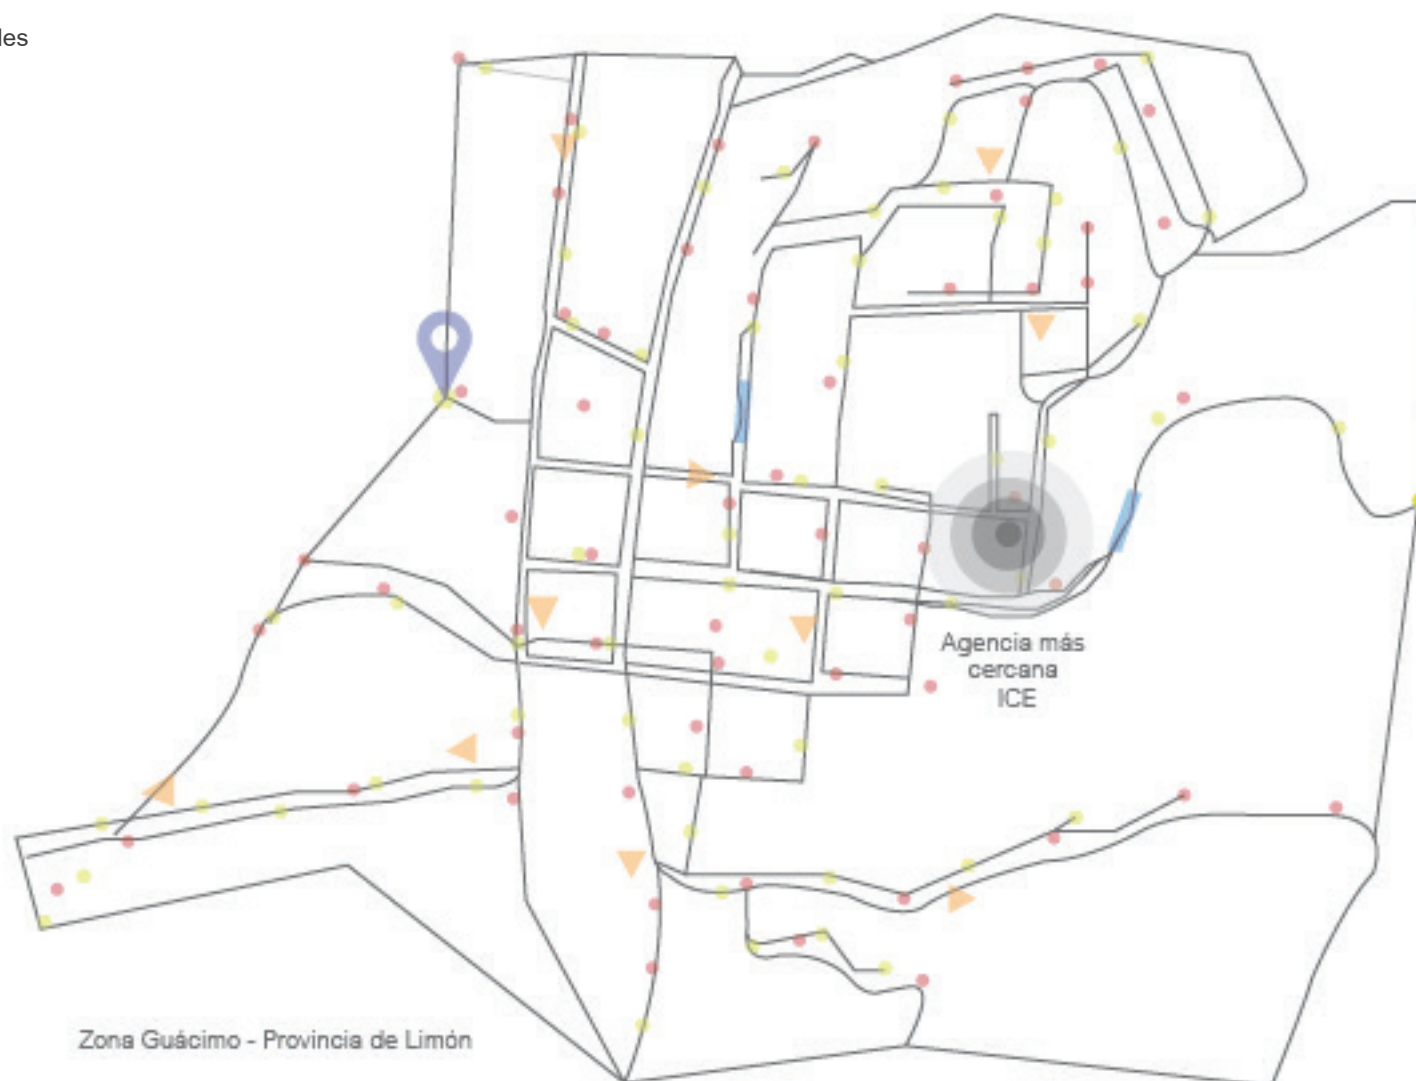 les
Agencia más
cercana
ICE
Zona Guácimo - Provincia de Limón